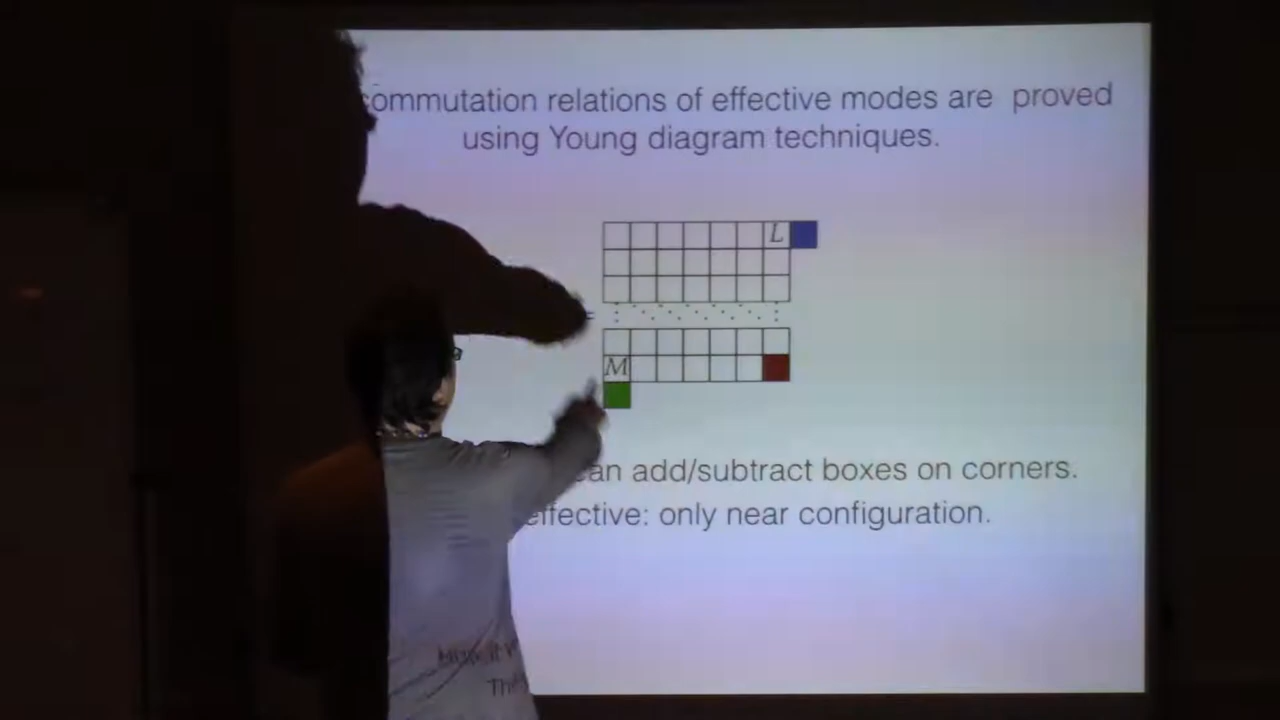 commutation relations of effective modes are proved
using Young diagram techniques.
L
M
an add/subtract boxes on corners.
effective: only near configuration.